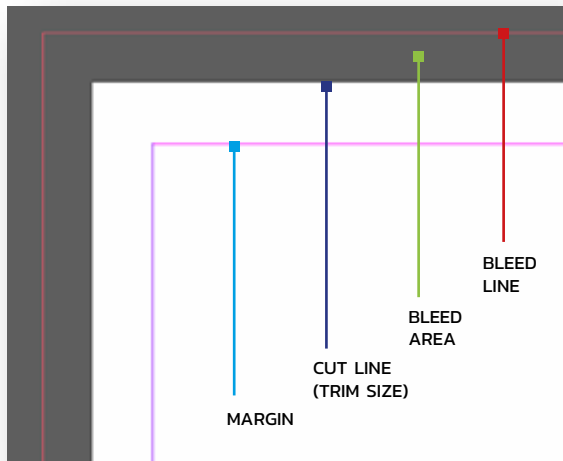 BLEED
LINE
BLEED
AREA
CUT LINE
(TRIM SIZE)
MARGIN